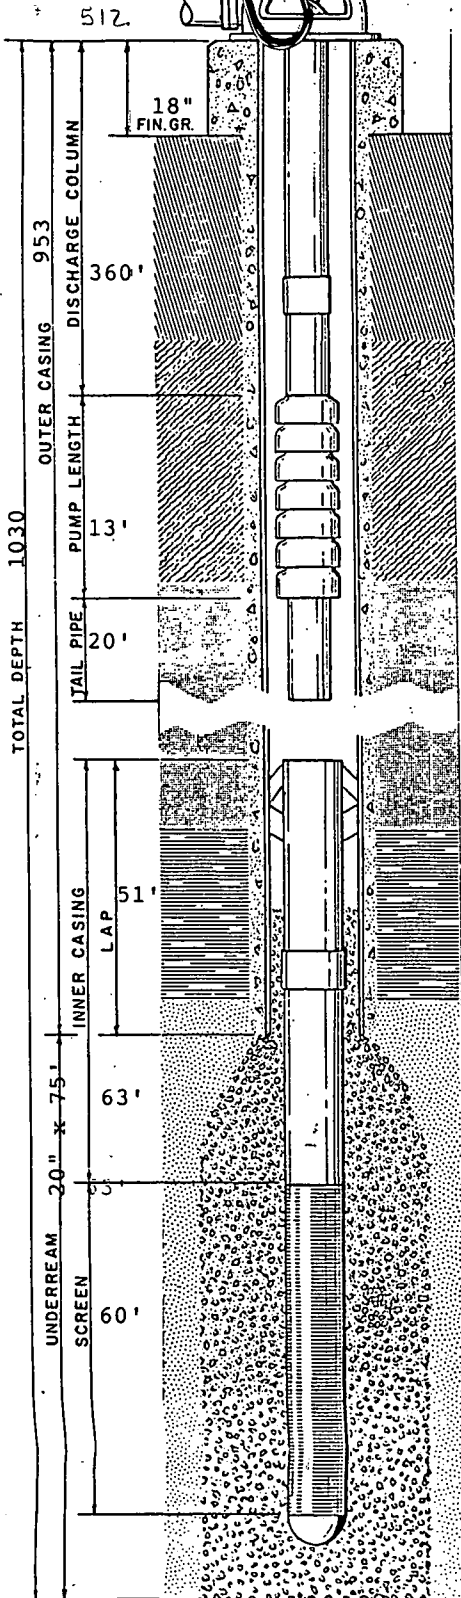 512.
18"
FIN.GR.
DISCHARGE COLUMN
360'
OUTER CASING 953
TOTAL DEPTH 1030
PUMP LENGTH
13'
TAIL PIPE
20'
INNER CASING
LAP
51'
63'
UNDERREAM 20" x 75'
SCREEN
60'